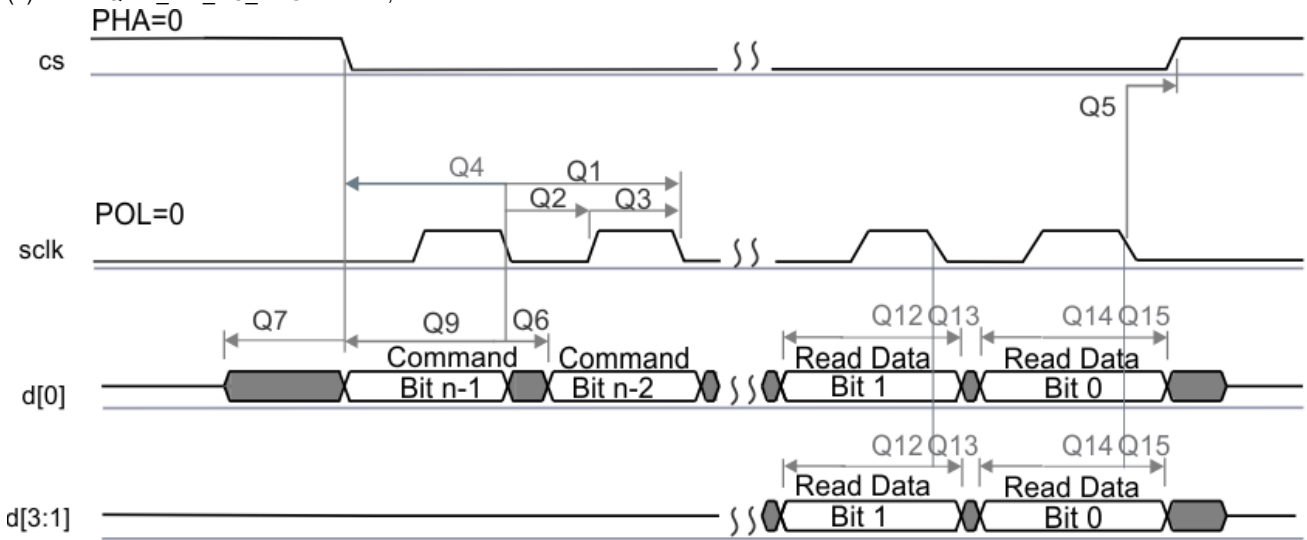 PHA=0
cs
Q5
Q4 Q1
Q2 Q3
POL=0
sclk
Q7 Q9 Q6 Q12 Q13 Q14 Q15
Command Command Read Data Read Data
d[0] Bit n-1 Bit n-2 Bit 1 Bit 0
Q12 Q13 Q14 Q15
Read Data Read Data
d[3:1] Bit 1 Bit 0